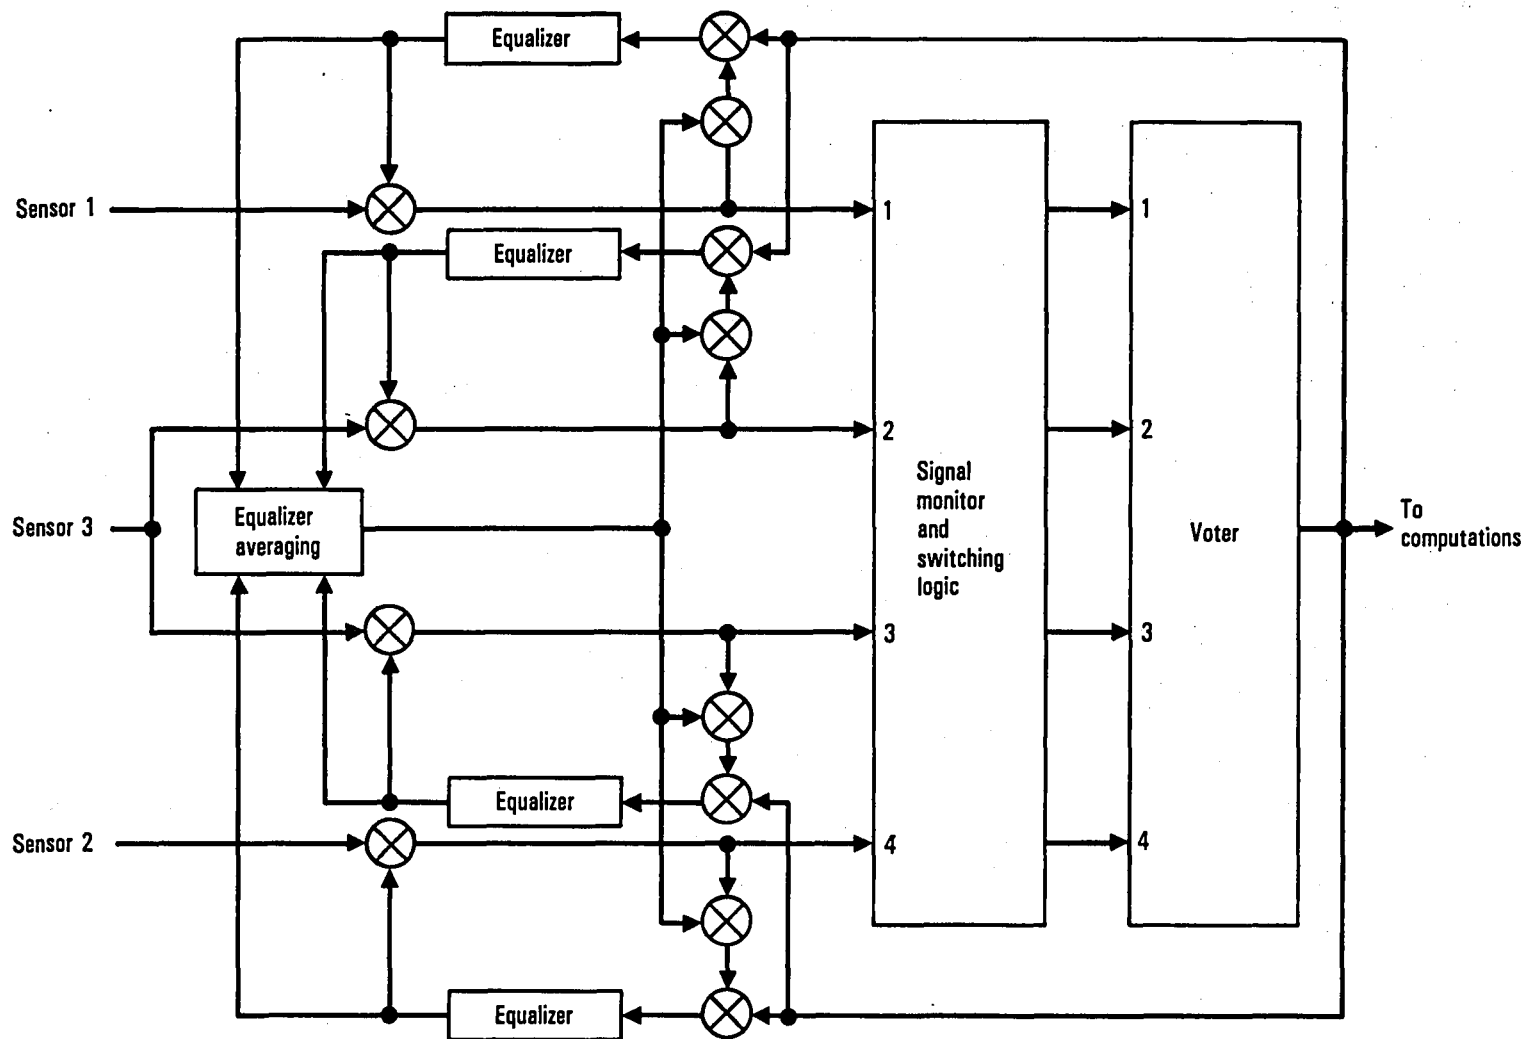 Equalizer
Sensor 1
1
1
Equalizer
2
2
Signal
monitor
and
switching
logic
Sensor 3
Equalizer
averaging
Voter
To
computations
3
3
Equalizer
Sensor 2
4
4
Equalizer